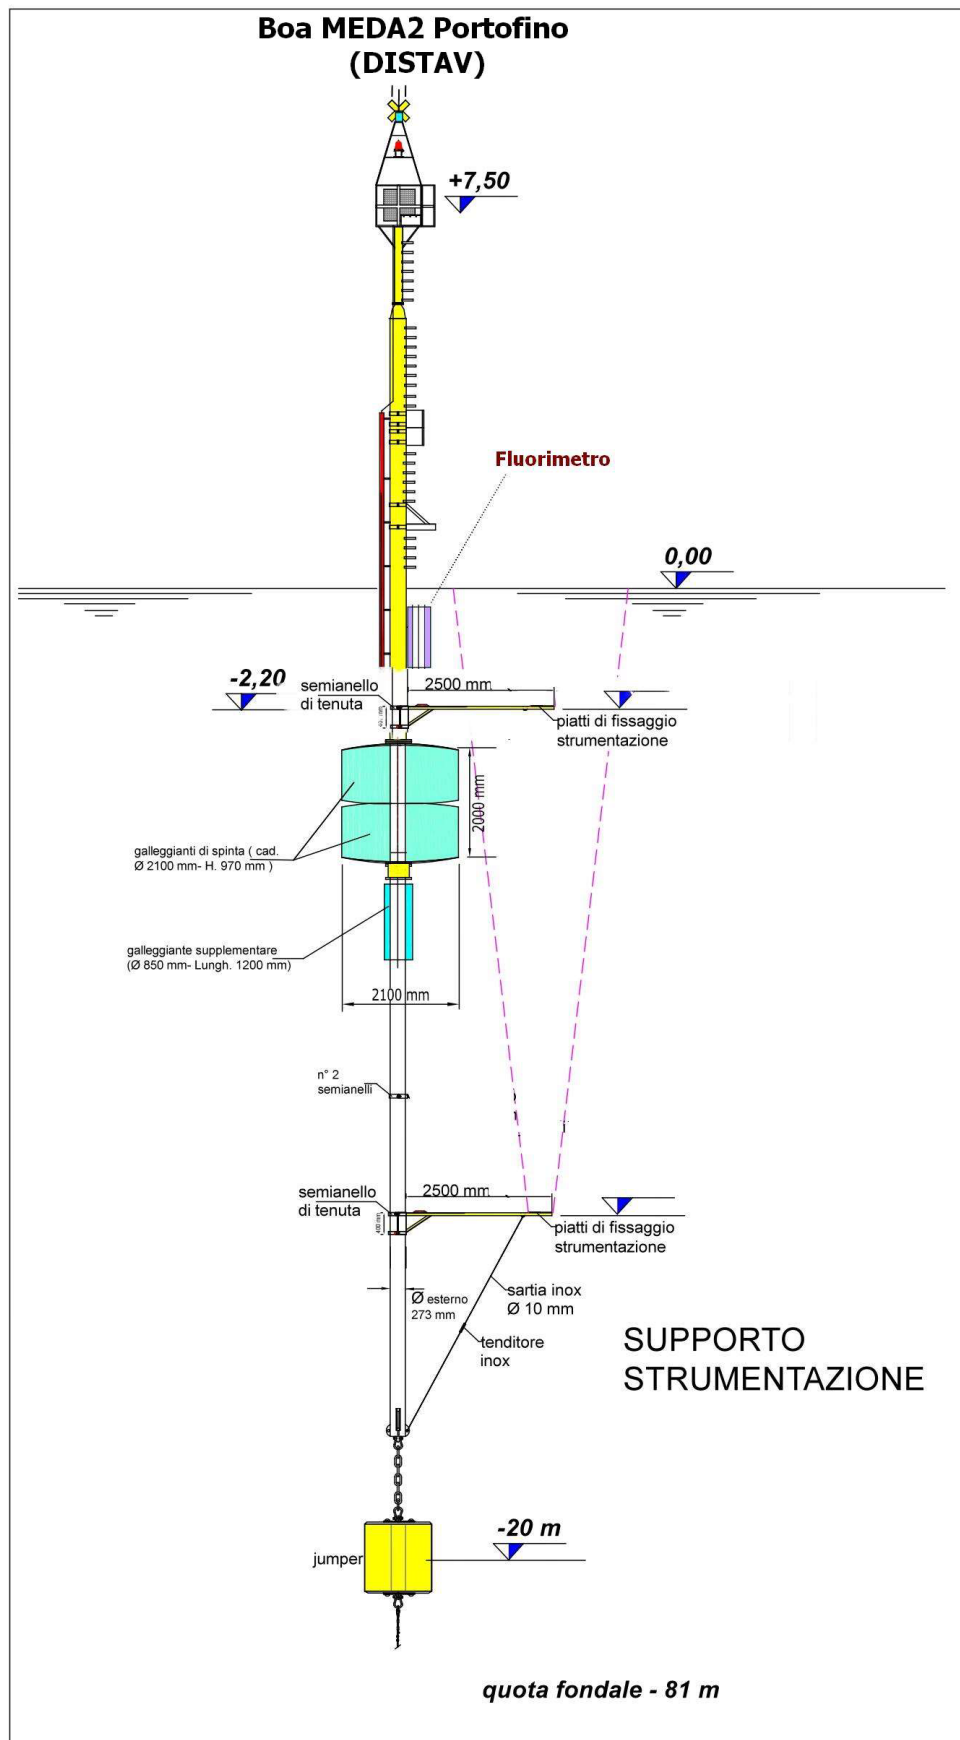 Boa MEDA2 Portofino
(DISTAV)
+7,50
Fluorimetro
0,00
-2,20
semianello
di tenuta
2500 mm
piatti di fissaggio
strumentazione
2000 mm
galleggianti di spinta ( cad.
Ø 2100 mm- H. 970 mm )
galleggiante supplementare
(Ø 850 mm- Lungh. 1200 mm)
2100 mm
n° 2
semianelli
semianello
di tenuta
2500 mm
400 mm
piatti di fissaggio
strumentazione
Ø esterno
273 mm
sartia inox
Ø 10 mm
tenditore
inox
SUPPORTO
STRUMENTAZIONE
-20 m
jumper
quota fondale - 81 m